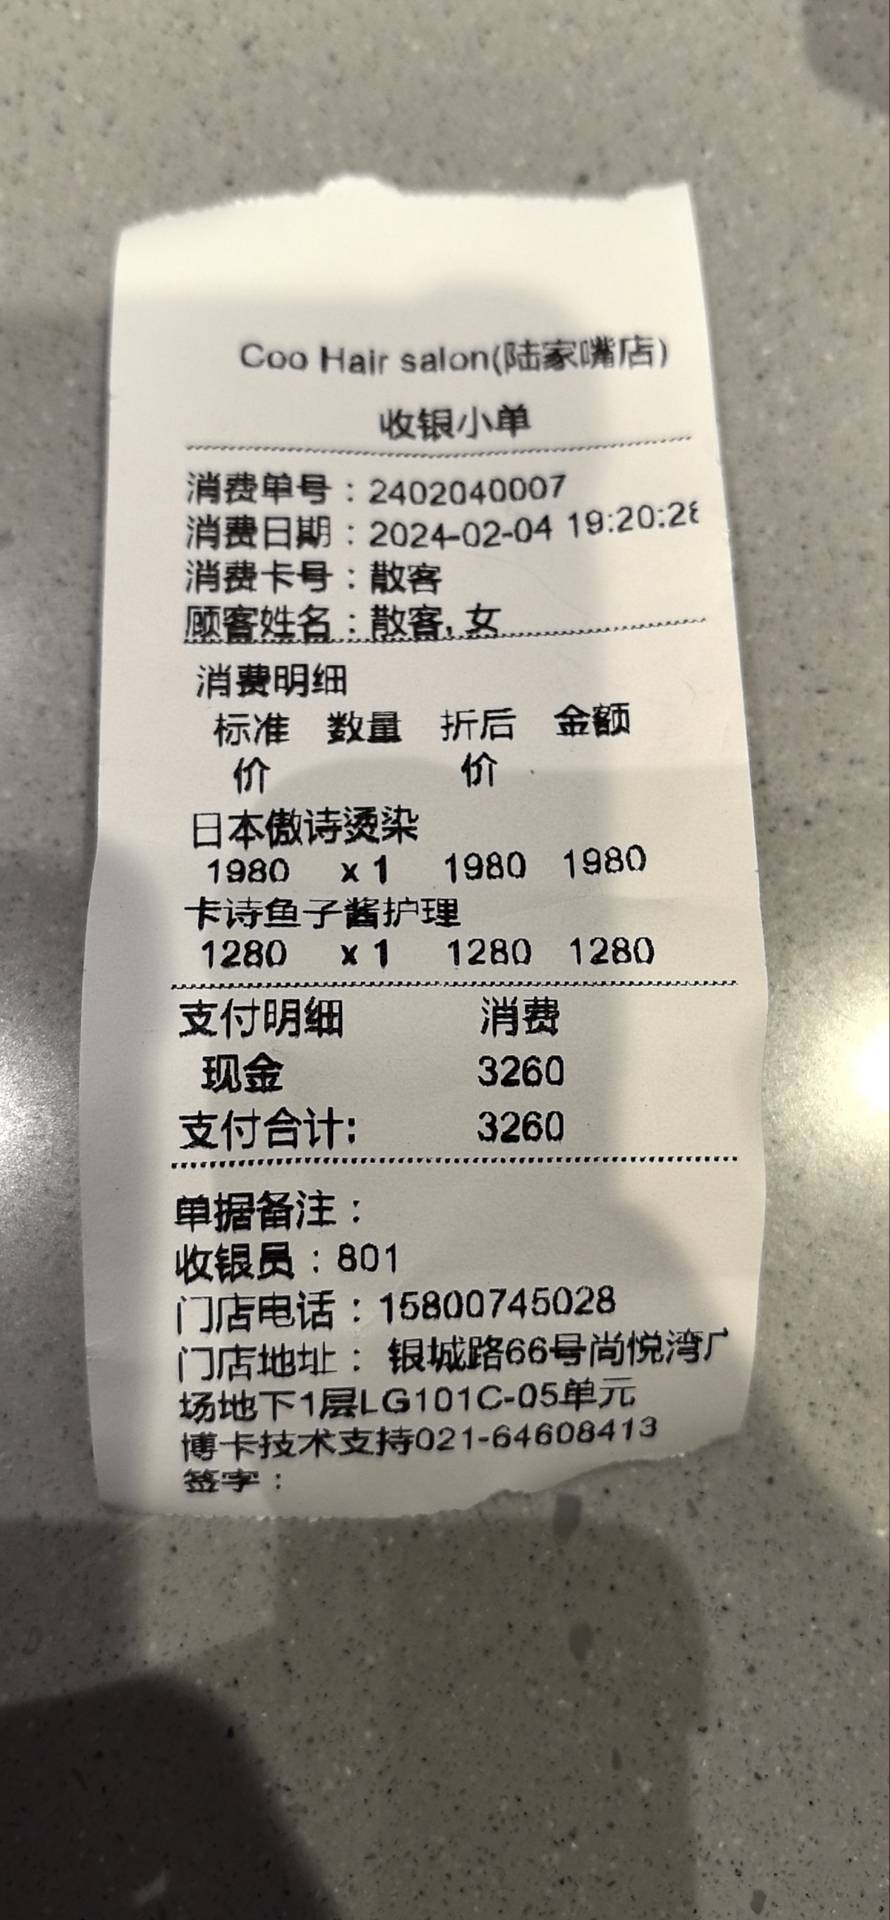 Coo Hair salon(陆家嘴店)
收银小单
消费单号：2402040007
消费日期：2024-02-04 19:20:28
消费卡号：散客
顾客姓名：散客,女
消费明细
标准 数量 折后 金额
价 价
日本傲诗烫染
1980 x 1 1980 1980
卡诗鱼子酱护理
1280 x 1 1280 1280
支付明细 消费
现金 3260
支付合计: 3260
单据备注：
收银员：801
门店电话：15800745028
门店地址： 银城路66号尚悦湾广
场地下1层LG101C-05单元
博卡技术支持021-64608413
签字：